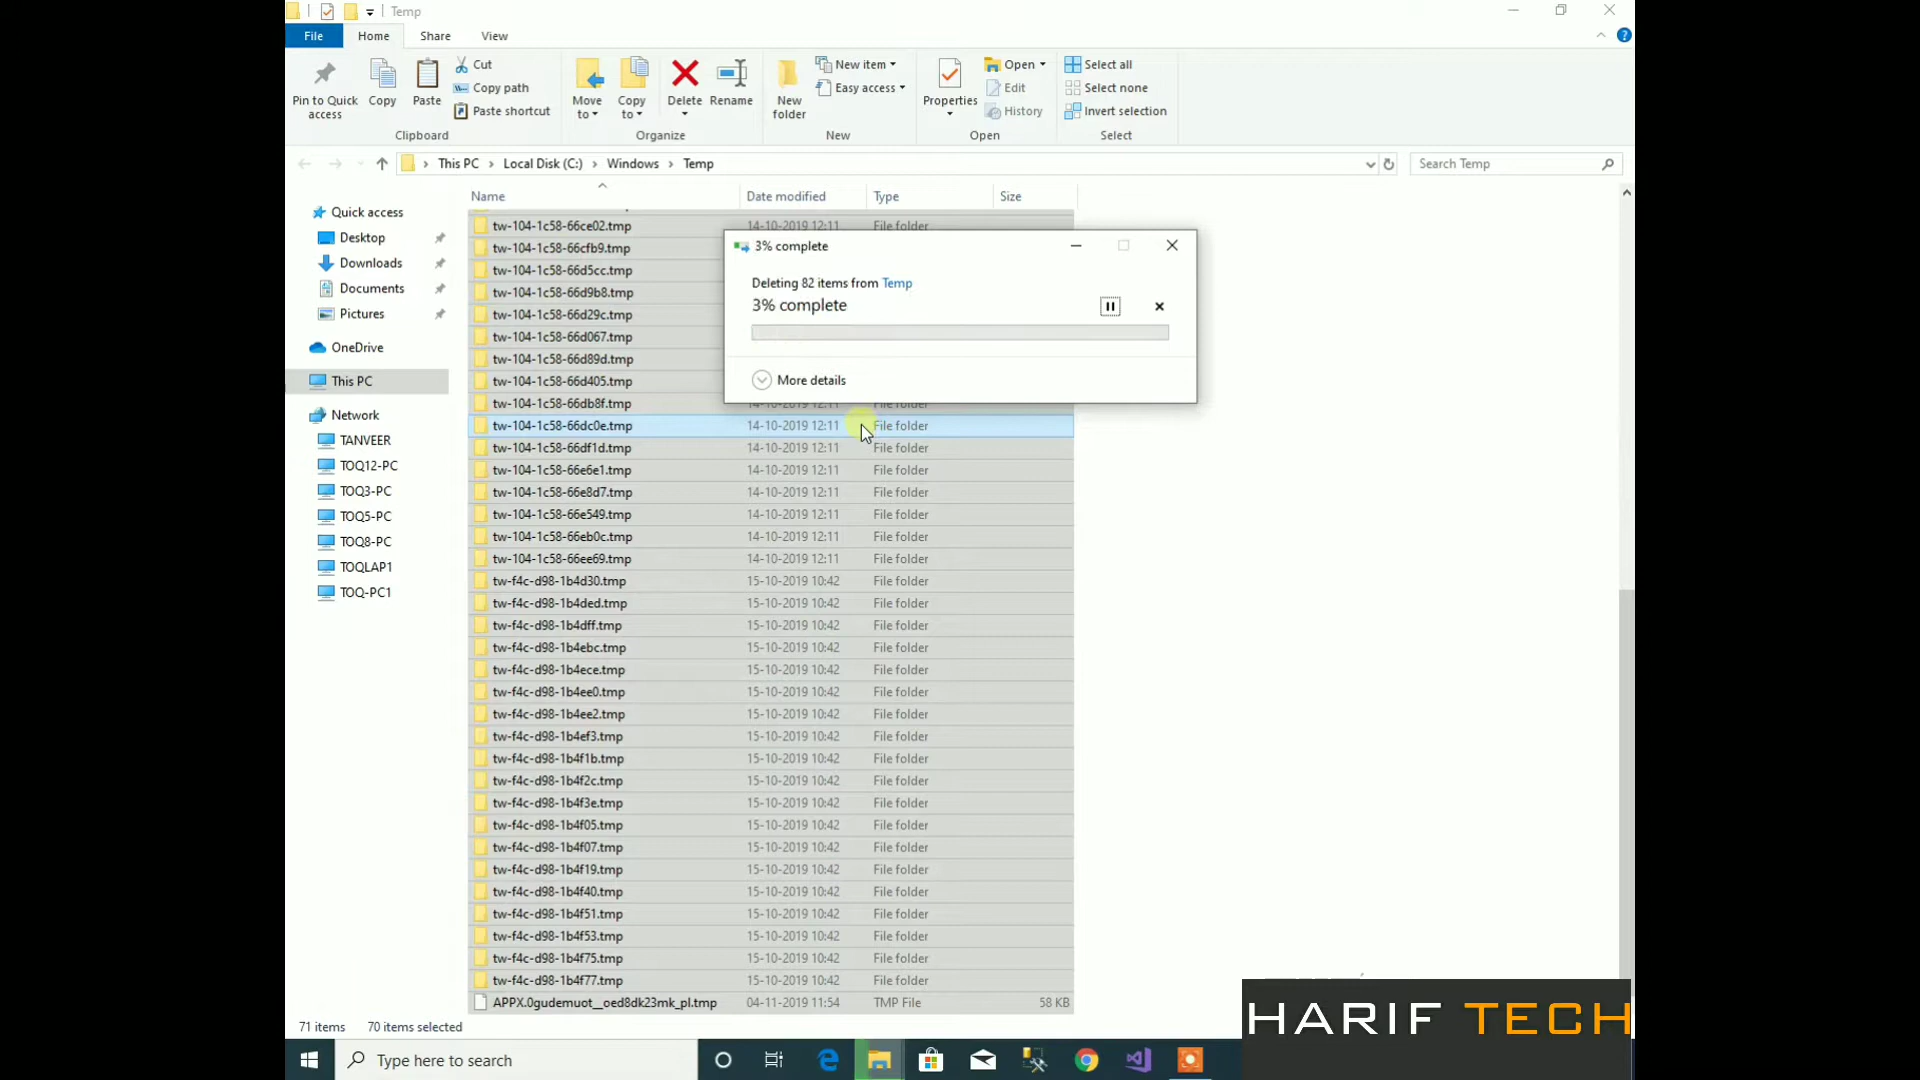 Temp
File Home Share View
Pin to Quick access
Copy
Paste
Cut
Copy path
Paste shortcut
Clipboard
Move to
Copy to
Delete
Rename
Organize
New folder
New item
Easy access
New
Properties
Open
Edit
History
Open
Select all
Select none
Invert selection
Select
This PC > Local Disk (C:) > Windows > Temp
Search Temp
Quick access
Desktop
Downloads
Documents
Pictures
OneDrive
This PC
Network
TANVEER
TOQ12-PC
TOQ3-PC
TOQ5-PC
TOQ8-PC
TOQLAP1
TOQ-PC1
Name Date modified Type Size
tw-104-1c58-66ce02.tmp 14-10-2019 12:11 File folder
tw-104-1c58-66cfb9.tmp
tw-104-1c58-66d5cc.tmp
tw-104-1c58-66d9b8.tmp
tw-104-1c58-66d29c.tmp
tw-104-1c58-66d067.tmp
tw-104-1c58-66d89d.tmp
tw-104-1c58-66d405.tmp
tw-104-1c58-66db8f.tmp 14-10-2019 12:11 File folder
tw-104-1c58-66dc0e.tmp 14-10-2019 12:11 File folder
tw-104-1c58-66df1d.tmp 14-10-2019 12:11 File folder
tw-104-1c58-66e6e1.tmp 14-10-2019 12:11 File folder
tw-104-1c58-66e8d7.tmp 14-10-2019 12:11 File folder
tw-104-1c58-66e549.tmp 14-10-2019 12:11 File folder
tw-104-1c58-66eb0c.tmp 14-10-2019 12:11 File folder
tw-104-1c58-66ee69.tmp 14-10-2019 12:11 File folder
tw-f4c-d98-1b4d30.tmp 15-10-2019 10:42 File folder
tw-f4c-d98-1b4ded.tmp 15-10-2019 10:42 File folder
tw-f4c-d98-1b4dff.tmp 15-10-2019 10:42 File folder
tw-f4c-d98-1b4ebc.tmp 15-10-2019 10:42 File folder
tw-f4c-d98-1b4ece.tmp 15-10-2019 10:42 File folder
tw-f4c-d98-1b4ee0.tmp 15-10-2019 10:42 File folder
tw-f4c-d98-1b4ee2.tmp 15-10-2019 10:42 File folder
tw-f4c-d98-1b4ef3.tmp 15-10-2019 10:42 File folder
tw-f4c-d98-1b4f1b.tmp 15-10-2019 10:42 File folder
tw-f4c-d98-1b4f2c.tmp 15-10-2019 10:42 File folder
tw-f4c-d98-1b4f3e.tmp 15-10-2019 10:42 File folder
tw-f4c-d98-1b4f05.tmp 15-10-2019 10:42 File folder
tw-f4c-d98-1b4f07.tmp 15-10-2019 10:42 File folder
tw-f4c-d98-1b4f19.tmp 15-10-2019 10:42 File folder
tw-f4c-d98-1b4f40.tmp 15-10-2019 10:42 File folder
tw-f4c-d98-1b4f51.tmp 15-10-2019 10:42 File folder
tw-f4c-d98-1b4f53.tmp 15-10-2019 10:42 File folder
tw-f4c-d98-1b4f75.tmp 15-10-2019 10:42 File folder
tw-f4c-d98-1b4f77.tmp 15-10-2019 10:42 File folder
APPX.0gudemuot__oed8dk23mk_pl.tmp 04-11-2019 11:54 TMP File 58 KB
3% complete
Deleting 82 items from Temp
3% complete
More details
71 items 70 items selected
HARIF TECH
Type here to search